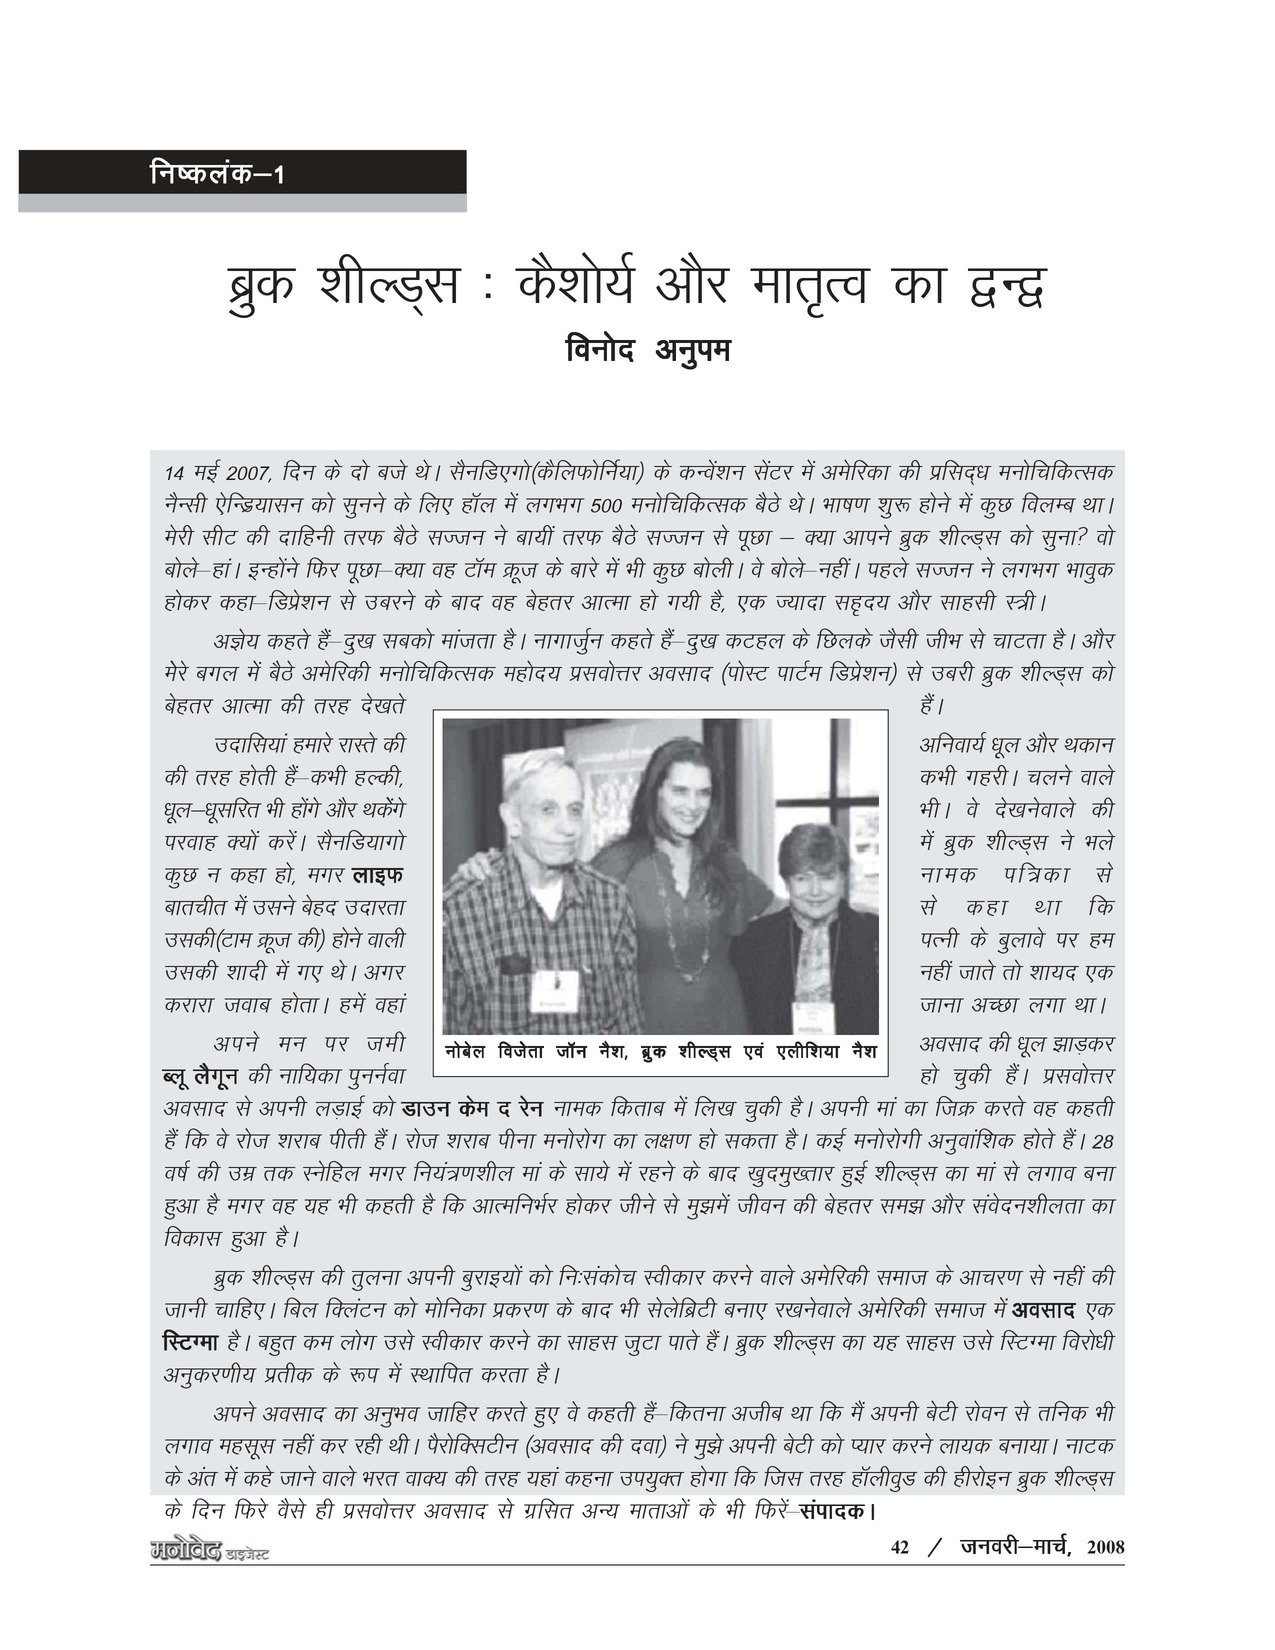 निष्कलंक–1
ब्रुक शील्ड्स : कैशोर्य और मातृत्व का द्वन्द्व
विनोद अनुपम
14 मई 2007, दिन के दो बजे थे। सैनडिएगो(कैलिफोर्निया) के कन्वेंशन सेंटर में अमेरिका की प्रसिद्ध मनोचिकित्सक
नैन्सी ऐन्ड्रियासन को सुनने के लिए हॉल में लगभग 500 मनोचिकित्सक बैठे थे। भाषण शुरू होने में कुछ विलम्ब था।
मेरी सीट की दाहिनी तरफ बैठे सज्जन ने बायीं तरफ बैठे सज्जन से पूछा – क्या आपने ब्रुक शील्ड्स को सुना? वो
बोले–हां। इन्होंने फिर पूछा–क्या वह टॉम क्रूज के बारे में भी कुछ बोली। वे बोले–नहीं। पहले सज्जन ने लगभग भावुक
होकर कहा–डिप्रेशन से उबरने के बाद वह बेहतर आत्मा हो गयी है, एक ज्यादा सहृदय और साहसी स्त्री।
अज्ञेय कहते हैं–दुख सबको मांजता है। नागार्जुन कहते हैं–दुख कटहल के छिलके जैसी जीभ से चाटता है। और
मेरे बगल में बैठे अमेरिकी मनोचिकित्सक महोदय प्रसवोत्तर अवसाद (पोस्ट पार्टम डिप्रेशन) से उबरी ब्रुक शील्ड्स को
बेहतर आत्मा की तरह देखते हैं।
उदासियां हमारे रास्ते की अनिवार्य धूल और थकान
की तरह होती हैं–कभी हल्की, कभी गहरी। चलने वाले
धूल–धूसरित भी होंगे और थकेंगे भी। वे देखनेवाले की
परवाह क्यों करें। सैनडियागो में ब्रुक शील्ड्स ने भले
कुछ न कहा हो, मगर लाइफ नामक पत्रिका से
बातचीत में उसने बेहद उदारता से कहा था कि
उसकी(टाम क्रूज की) होने वाली पत्नी के बुलावे पर हम
उसकी शादी में गए थे। अगर नहीं जाते तो शायद एक
करारा जवाब होता। हमें वहां जाना अच्छा लगा था।
नोबेल विजेता जॉन नैश, ब्रुक शील्ड्स एवं एलीशिया नैश
अपने मन पर जमी अवसाद की धूल झाड़कर
ब्लू लैगून की नायिका पुनर्नवा हो चुकी हैं। प्रसवोत्तर
अवसाद से अपनी लड़ाई को डाउन केम द रेन नामक किताब में लिख चुकी है। अपनी मां का जिक्र करते वह कहती
हैं कि वे रोज शराब पीती हैं। रोज शराब पीना मनोरोग का लक्षण हो सकता है। कई मनोरोगी अनुवांशिक होते हैं। 28
वर्ष की उम्र तक स्नेहिल मगर नियंत्रणशील मां के साये में रहने के बाद खुदमुख्तार हुई शील्ड्स का मां से लगाव बना
हुआ है मगर वह यह भी कहती है कि आत्मनिर्भर होकर जीने से मुझमें जीवन की बेहतर समझ और संवेदनशीलता का
विकास हुआ है।
ब्रुक शील्ड्स की तुलना अपनी बुराइयों को निःसंकोच स्वीकार करने वाले अमेरिकी समाज के आचरण से नहीं की
जानी चाहिए। बिल क्लिंटन को मोनिका प्रकरण के बाद भी सेलेब्रिटी बनाए रखनेवाले अमेरिकी समाज में अवसाद एक
स्टिग्मा है। बहुत कम लोग उसे स्वीकार करने का साहस जुटा पाते हैं। ब्रुक शील्ड्स का यह साहस उसे स्टिग्मा विरोधी
अनुकरणीय प्रतीक के रूप में स्थापित करता है।
अपने अवसाद का अनुभव जाहिर करते हुए वे कहती हैं–कितना अजीब था कि मैं अपनी बेटी रोवन से तनिक भी
लगाव महसूस नहीं कर रही थी। पैरोक्सिटीन (अवसाद की दवा) ने मुझे अपनी बेटी को प्यार करने लायक बनाया। नाटक
के अंत में कहे जाने वाले भरत वाक्य की तरह यहां कहना उपयुक्त होगा कि जिस तरह हॉलीवुड की हीरोइन ब्रुक शील्ड्स
के दिन फिरे वैसे ही प्रसवोत्तर अवसाद से ग्रसित अन्य माताओं के भी फिरें–संपादक।
मनोवेद डाइजेस्ट
42 / जनवरी–मार्च, 2008